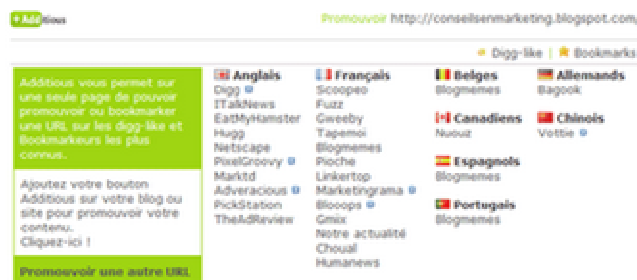 +Additious
Promouvoir http://conseilsenmarketing.blogspot.com/
Digg-like | Bookmarks
Additious vous permet sur
une seule page de pouvoir
promouvoir ou bookmarker
une URL sur les digg-like et
Bookmarkeurs les plus
connus.
Ajoutez votre bouton
Additious sur votre blog ou
site pour promouvoir votre
contenu.
Cliquez-ici !
Promouvoir une autre URL
Anglais
Digg
ITalkNews
EatMyHamster
Hugg
Netscape
PixelGroovy
Marktd
Adveracious
PickStation
TheAdReview
Français
Scoopeo
Fuzz
Gweeby
Tapemoi
Blogmemes
Pioche
Linkertop
Marketingrama
Blooops
Gmiix
Notre actualité
Choual
Humanews
Belges
Blogmemes
Canadiens
Nuouz
Espagnols
Blogmemes
Portugais
Blogmemes
Allemands
Bagook
Chinois
Vottie